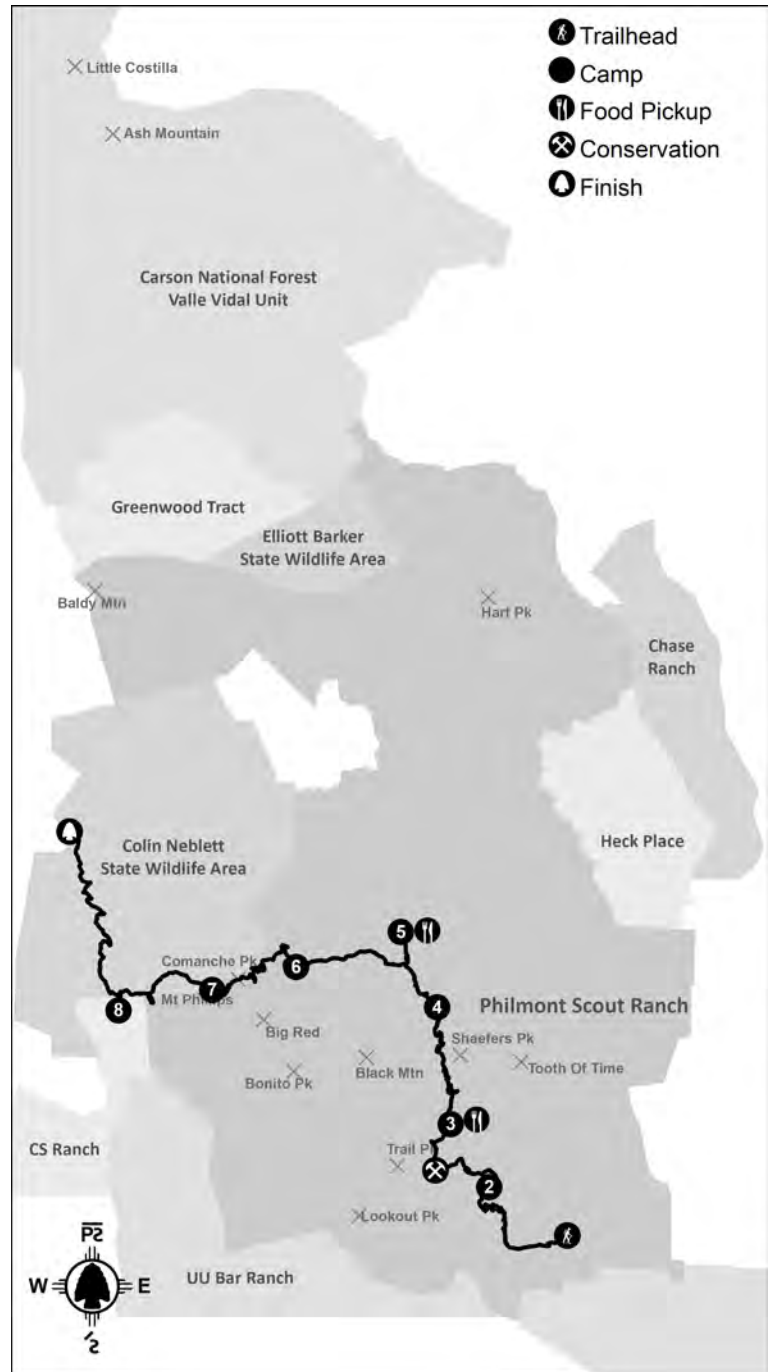 Trailhead
Camp
Food Pickup
Conservation
Finish
Little Costilla
Ash Mountain
Carson National Forest
Valle Vidal Unit
Greenwood Tract
Elliott Barker
State Wildlife Area
Baldy Mtn
Hart Pk
Chase
Ranch
Heck Place
Colin Neblett
State Wildlife Area
5
Comanche Pk
6
7
Mt Phillips
8
4
Philmont Scout Ranch
Big Red
Shaefers Pk
Black Mtn
Tooth Of Time
Bonito Pk
3
CS Ranch
Trail Pk
2
Lookout Pk
UU Bar Ranch
W
E